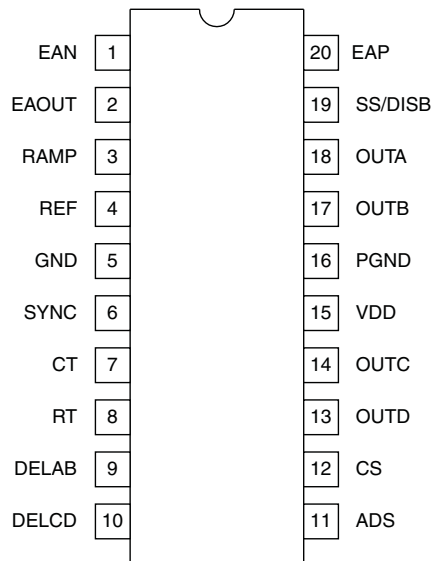 EAN 1 20 EAP
EAOUT 2 19 SS/DISB
RAMP 3 18 OUTA
REF 4 17 OUTB
GND 5 16 PGND
SYNC 6 15 VDD
CT 7 14 OUTC
RT 8 13 OUTD
DELAB 9 12 CS
DELCD 10 11 ADS